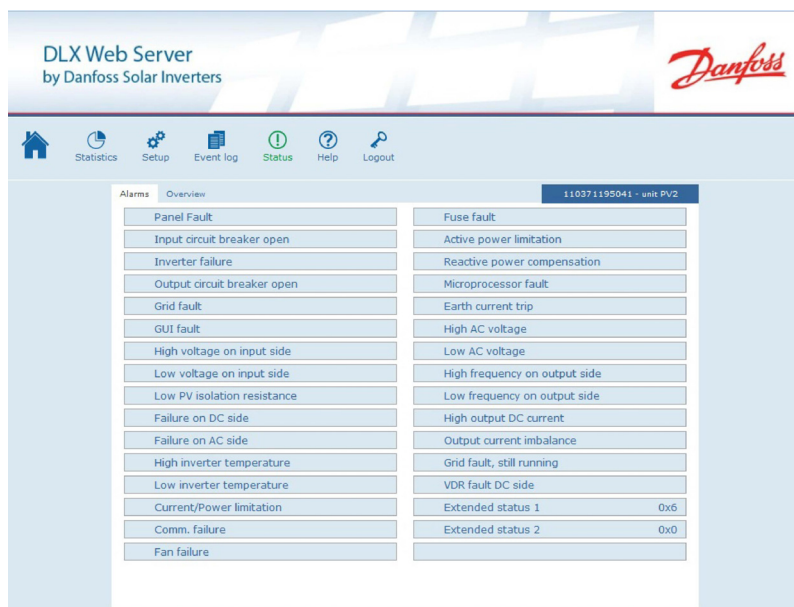 DLX Web Server
by Danfoss Solar Inverters
Danfoss
Statistics
Setup
Event log
Status
Help
Logout
Alarms
Overview
110371195041 - unit PV2
Panel Fault
Input circuit breaker open
Inverter failure
Output circuit breaker open
Grid fault
GUI fault
High voltage on input side
Low voltage on input side
Low PV isolation resistance
Failure on DC side
Failure on AC side
High inverter temperature
Low inverter temperature
Current/Power limitation
Comm. failure
Fan failure
Fuse fault
Active power limitation
Reactive power compensation
Microprocessor fault
Earth current trip
High AC voltage
Low AC voltage
High frequency on output side
Low frequency on output side
High output DC current
Output current imbalance
Grid fault, still running
VDR fault DC side
Extended status 1 0x6
Extended status 2 0x0